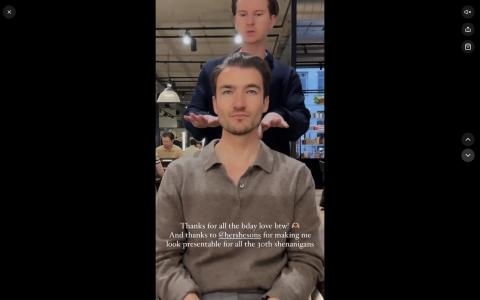 Thanks for all the bday love btw! 🫶🏼
And thanks to @hershesons for making me
look presentable for all the 30th shenanigans